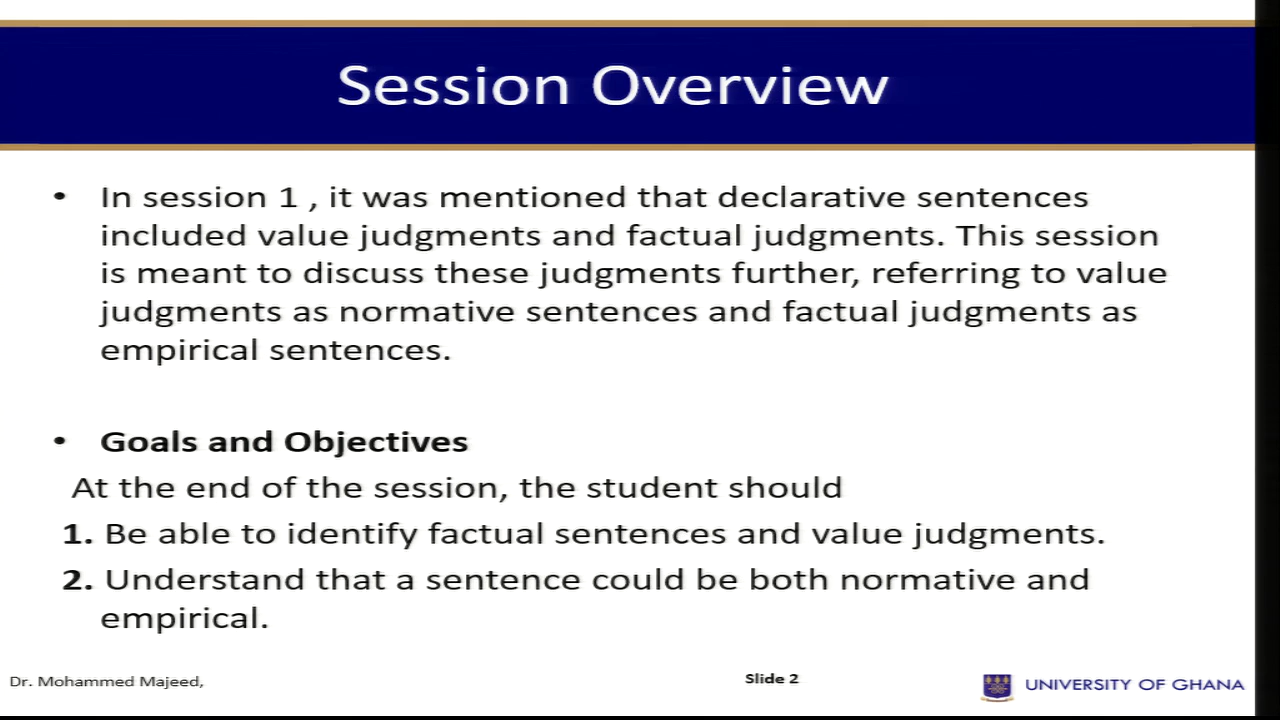 Session Overview
• In session 1 , it was mentioned that declarative sentences
included value judgments and factual judgments. This session
is meant to discuss these judgments further, referring to value
judgments as normative sentences and factual judgments as
empirical sentences.
• Goals and Objectives
At the end of the session, the student should
1. Be able to identify factual sentences and value judgments.
2. Understand that a sentence could be both normative and
empirical.
Dr. Mohammed Majeed,
Slide 2
UNIVERSITY OF GHANA